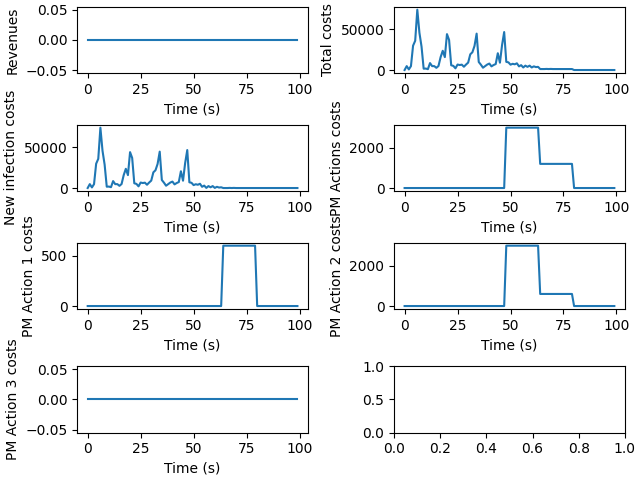 Revenues
0.05
0.00
−0.05
0 25 50 75 100
Time (s)
Total costs
50000
0
0 25 50 75 100
Time (s)
New infection costs
50000
0
0 25 50 75 100
Time (s)
PM Actions costs
2000
0
0 25 50 75 100
Time (s)
PM Action 1 costs
500
0
0 25 50 75 100
Time (s)
PM Action 2 costs
2000
0
0 25 50 75 100
Time (s)
PM Action 3 costs
0.05
0.00
−0.05
0 25 50 75 100
Time (s)
1.0
0.5
0.0
0.0 0.2 0.4 0.6 0.8 1.0